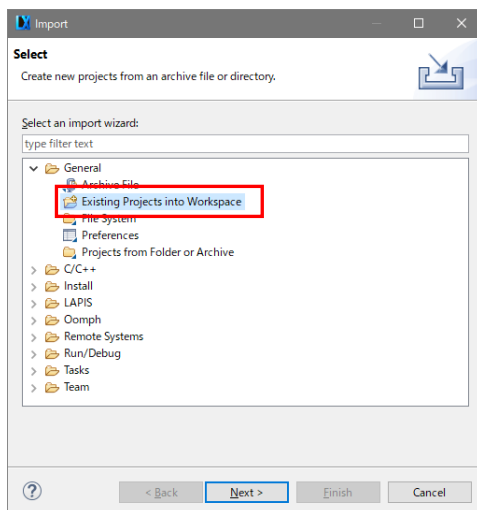 Import
Select
Create new projects from an archive file or directory.
Select an import wizard:
type filter text
General
Archive File
Existing Projects into Workspace
File System
Preferences
Projects from Folder or Archive
C/C++
Install
LAPIS
Oomph
Remote Systems
Run/Debug
Tasks
Team
? < Back Next > Finish Cancel